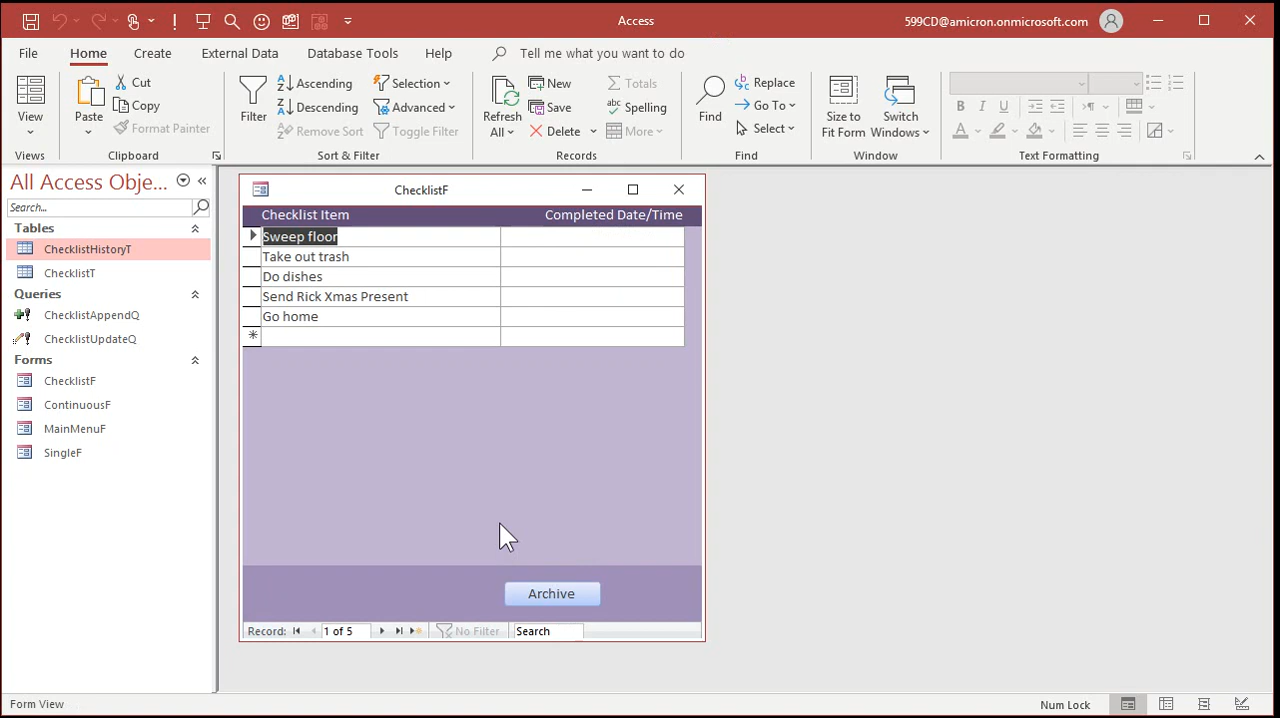 Access
599CD@amicron.onmicrosoft.com
File
Home
Create
External Data
Database Tools
Help
Tell me what you want to do
View
Views
Paste
Cut
Copy
Format Painter
Clipboard
Filter
Ascending
Descending
Remove Sort
Selection
Advanced
Toggle Filter
Sort & Filter
Refresh
All
New
Save
Delete
Totals
Spelling
More
Records
Find
Replace
Go To
Select
Find
Size to
Fit Form
Switch
Windows
Window
B I U
A
Text Formatting
All Access Obje...
Search...
Tables
ChecklistHistoryT
ChecklistT
Queries
ChecklistAppendQ
ChecklistUpdateQ
Forms
ChecklistF
ContinuousF
MainMenuF
SingleF
ChecklistF
Checklist Item Completed Date/Time
Sweep floor
Take out trash
Do dishes
Send Rick Xmas Present
Go home
Archive
Record: 1 of 5 No Filter Search
Form View
Num Lock